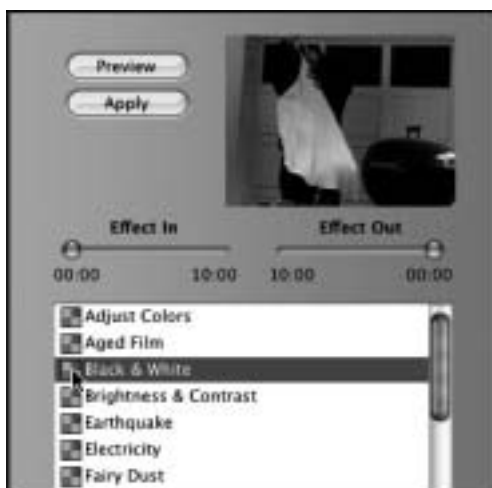 Preview
Apply
Effect In
Effect Out
00:00 10:00 10:00 00:00
Adjust Colors
Aged Film
Black & White
Brightness & Contrast
Earthquake
Electricity
Fairy Dust